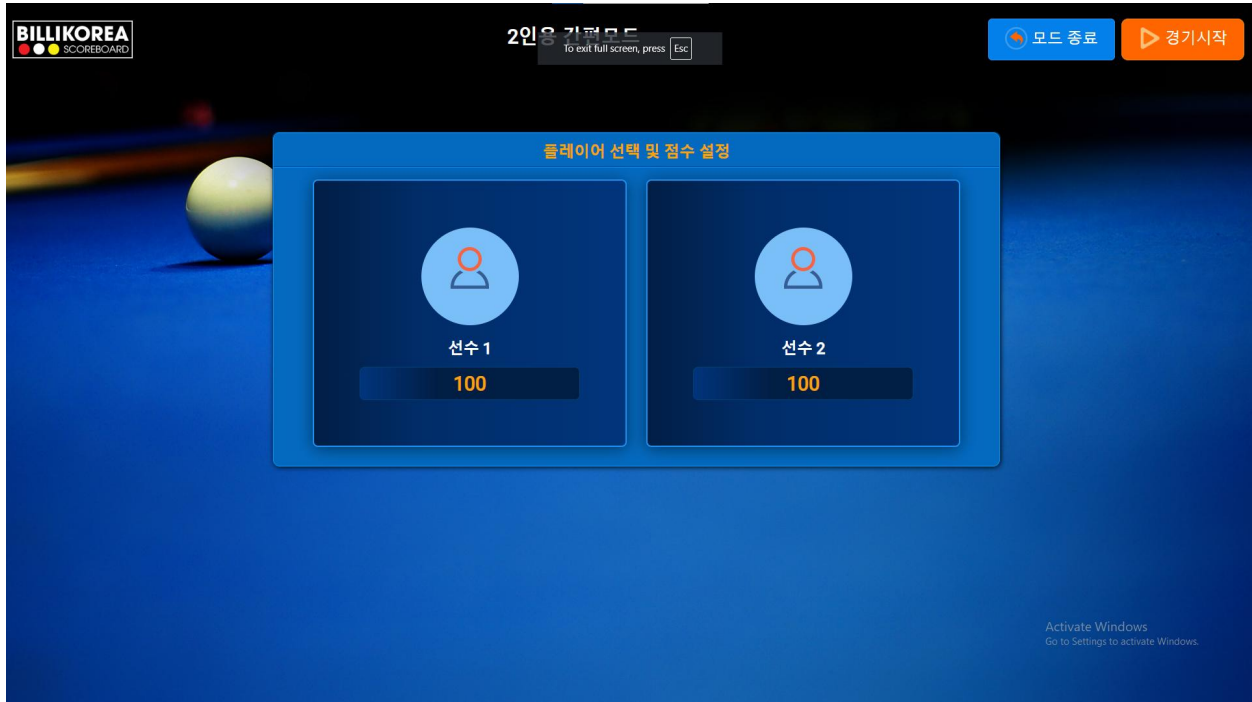 BILLIKOREA
SCOREBOARD
2인용 간편모드
To exit full screen, press Esc
모드 종료
경기시작
플레이어 선택 및 점수 설정
선수 1
선수 2
100
100
Activate Windows
Go to Settings to activate Windows.